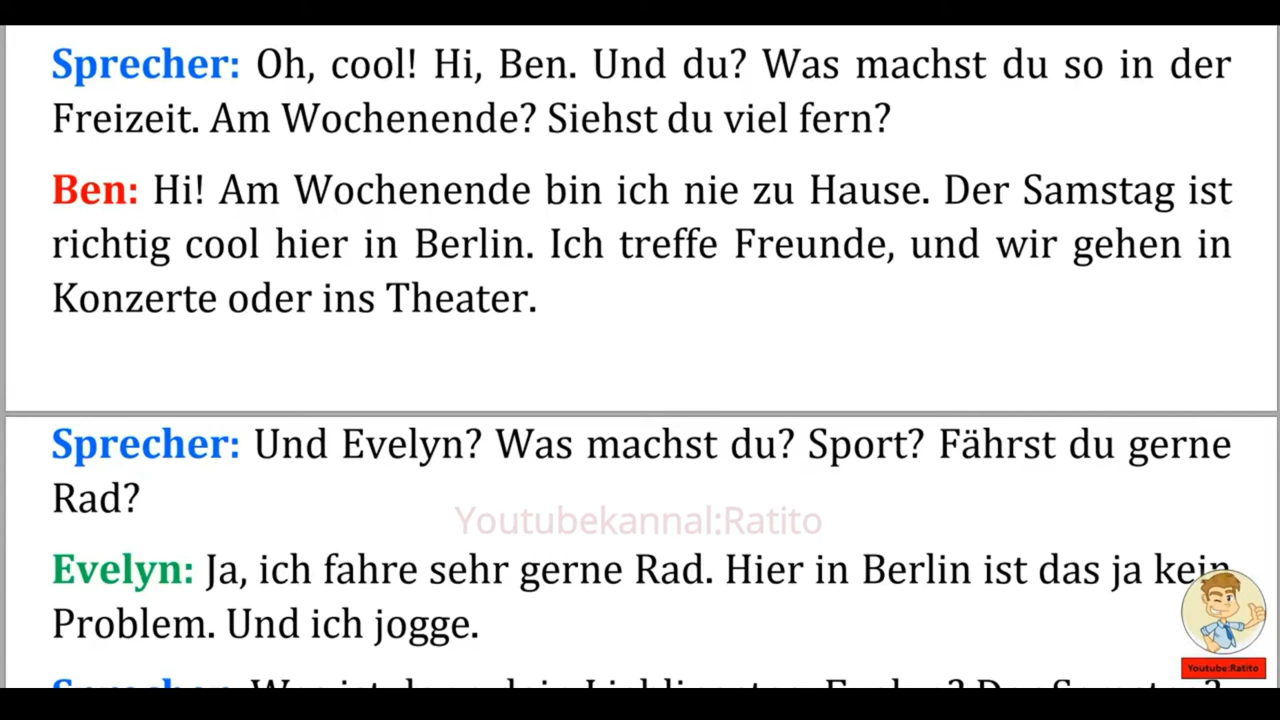 Sprecher: Oh, cool! Hi, Ben. Und du? Was machst du so in der
Freizeit. Am Wochenende? Siehst du viel fern?
Ben: Hi! Am Wochenende bin ich nie zu Hause. Der Samstag ist
richtig cool hier in Berlin. Ich treffe Freunde, und wir gehen in
Konzerte oder ins Theater.
Sprecher: Und Evelyn? Was machst du? Sport? Fährst du gerne
Rad?
Youtubekannal:Ratito
Evelyn: Ja, ich fahre sehr gerne Rad. Hier in Berlin ist das ja kein
Problem. Und ich jogge.
Youtube:Ratito